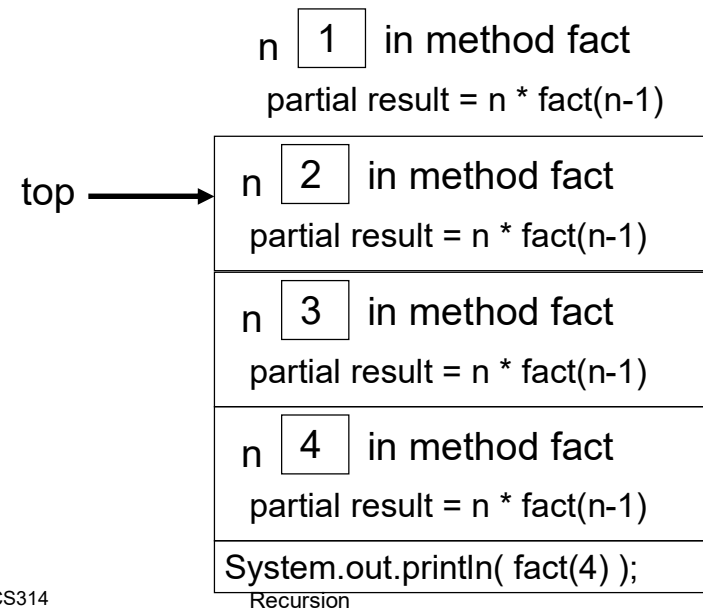 n 1 in method fact
partial result = n * fact(n-1)
top
n 2 in method fact
partial result = n * fact(n-1)
n 3 in method fact
partial result = n * fact(n-1)
n 4 in method fact
partial result = n * fact(n-1)
System.out.println( fact(4) );
CS314
Recursion